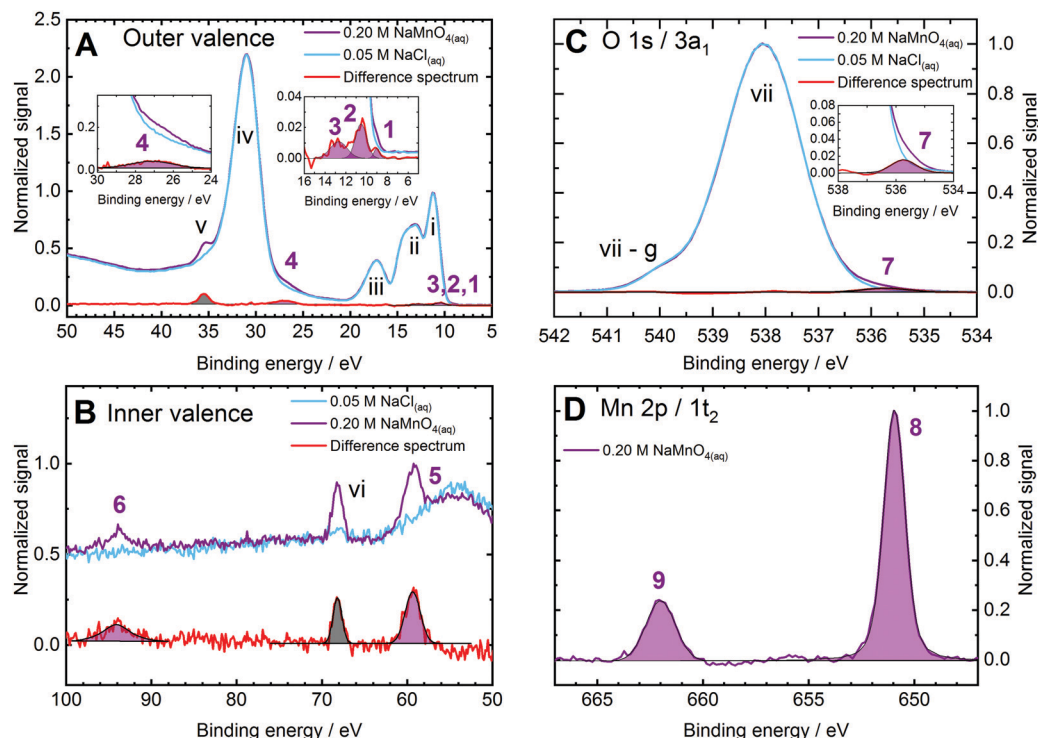 A Outer valence
0.20 M NaMnO4(aq)
0.05 M NaCl(aq)
Difference spectrum
Normalized signal
2.5
2.0
1.5
1.0
0.5
0.0
50 45 40 35 30 25 20 15 10 5
Binding energy / eV
v
iv
iii
ii
i
4
3,2,1
0.2
0.0
4
30 28 26 24
Binding energy / eV
0.04
0.02
0.00
3 2 1
16 14 12 10 8 6
Binding energy / eV
C O 1s / 3a1
0.20 M NaMnO4(aq)
0.05 M NaCl(aq)
Difference spectrum
vii
vii - g
7
1.0
0.8
0.6
0.4
0.2
0.0
Normalized signal
542 541 540 539 538 537 536 535 534
Binding energy / eV
0.08
0.06
0.04
0.02
0.00
7
538 536 534
Binding energy / eV
B Inner valence
0.05 M NaCl(aq)
0.20 M NaMnO4(aq)
Difference spectrum
Normalized signal
1.0
0.5
0.0
6
vi
5
100 90 80 70 60 50
Binding energy / eV
D Mn 2p / 1t2
0.20 M NaMnO4(aq)
8
9
1.0
0.8
0.6
0.4
0.2
0.0
Normalized signal
665 660 655 650
Binding energy / eV